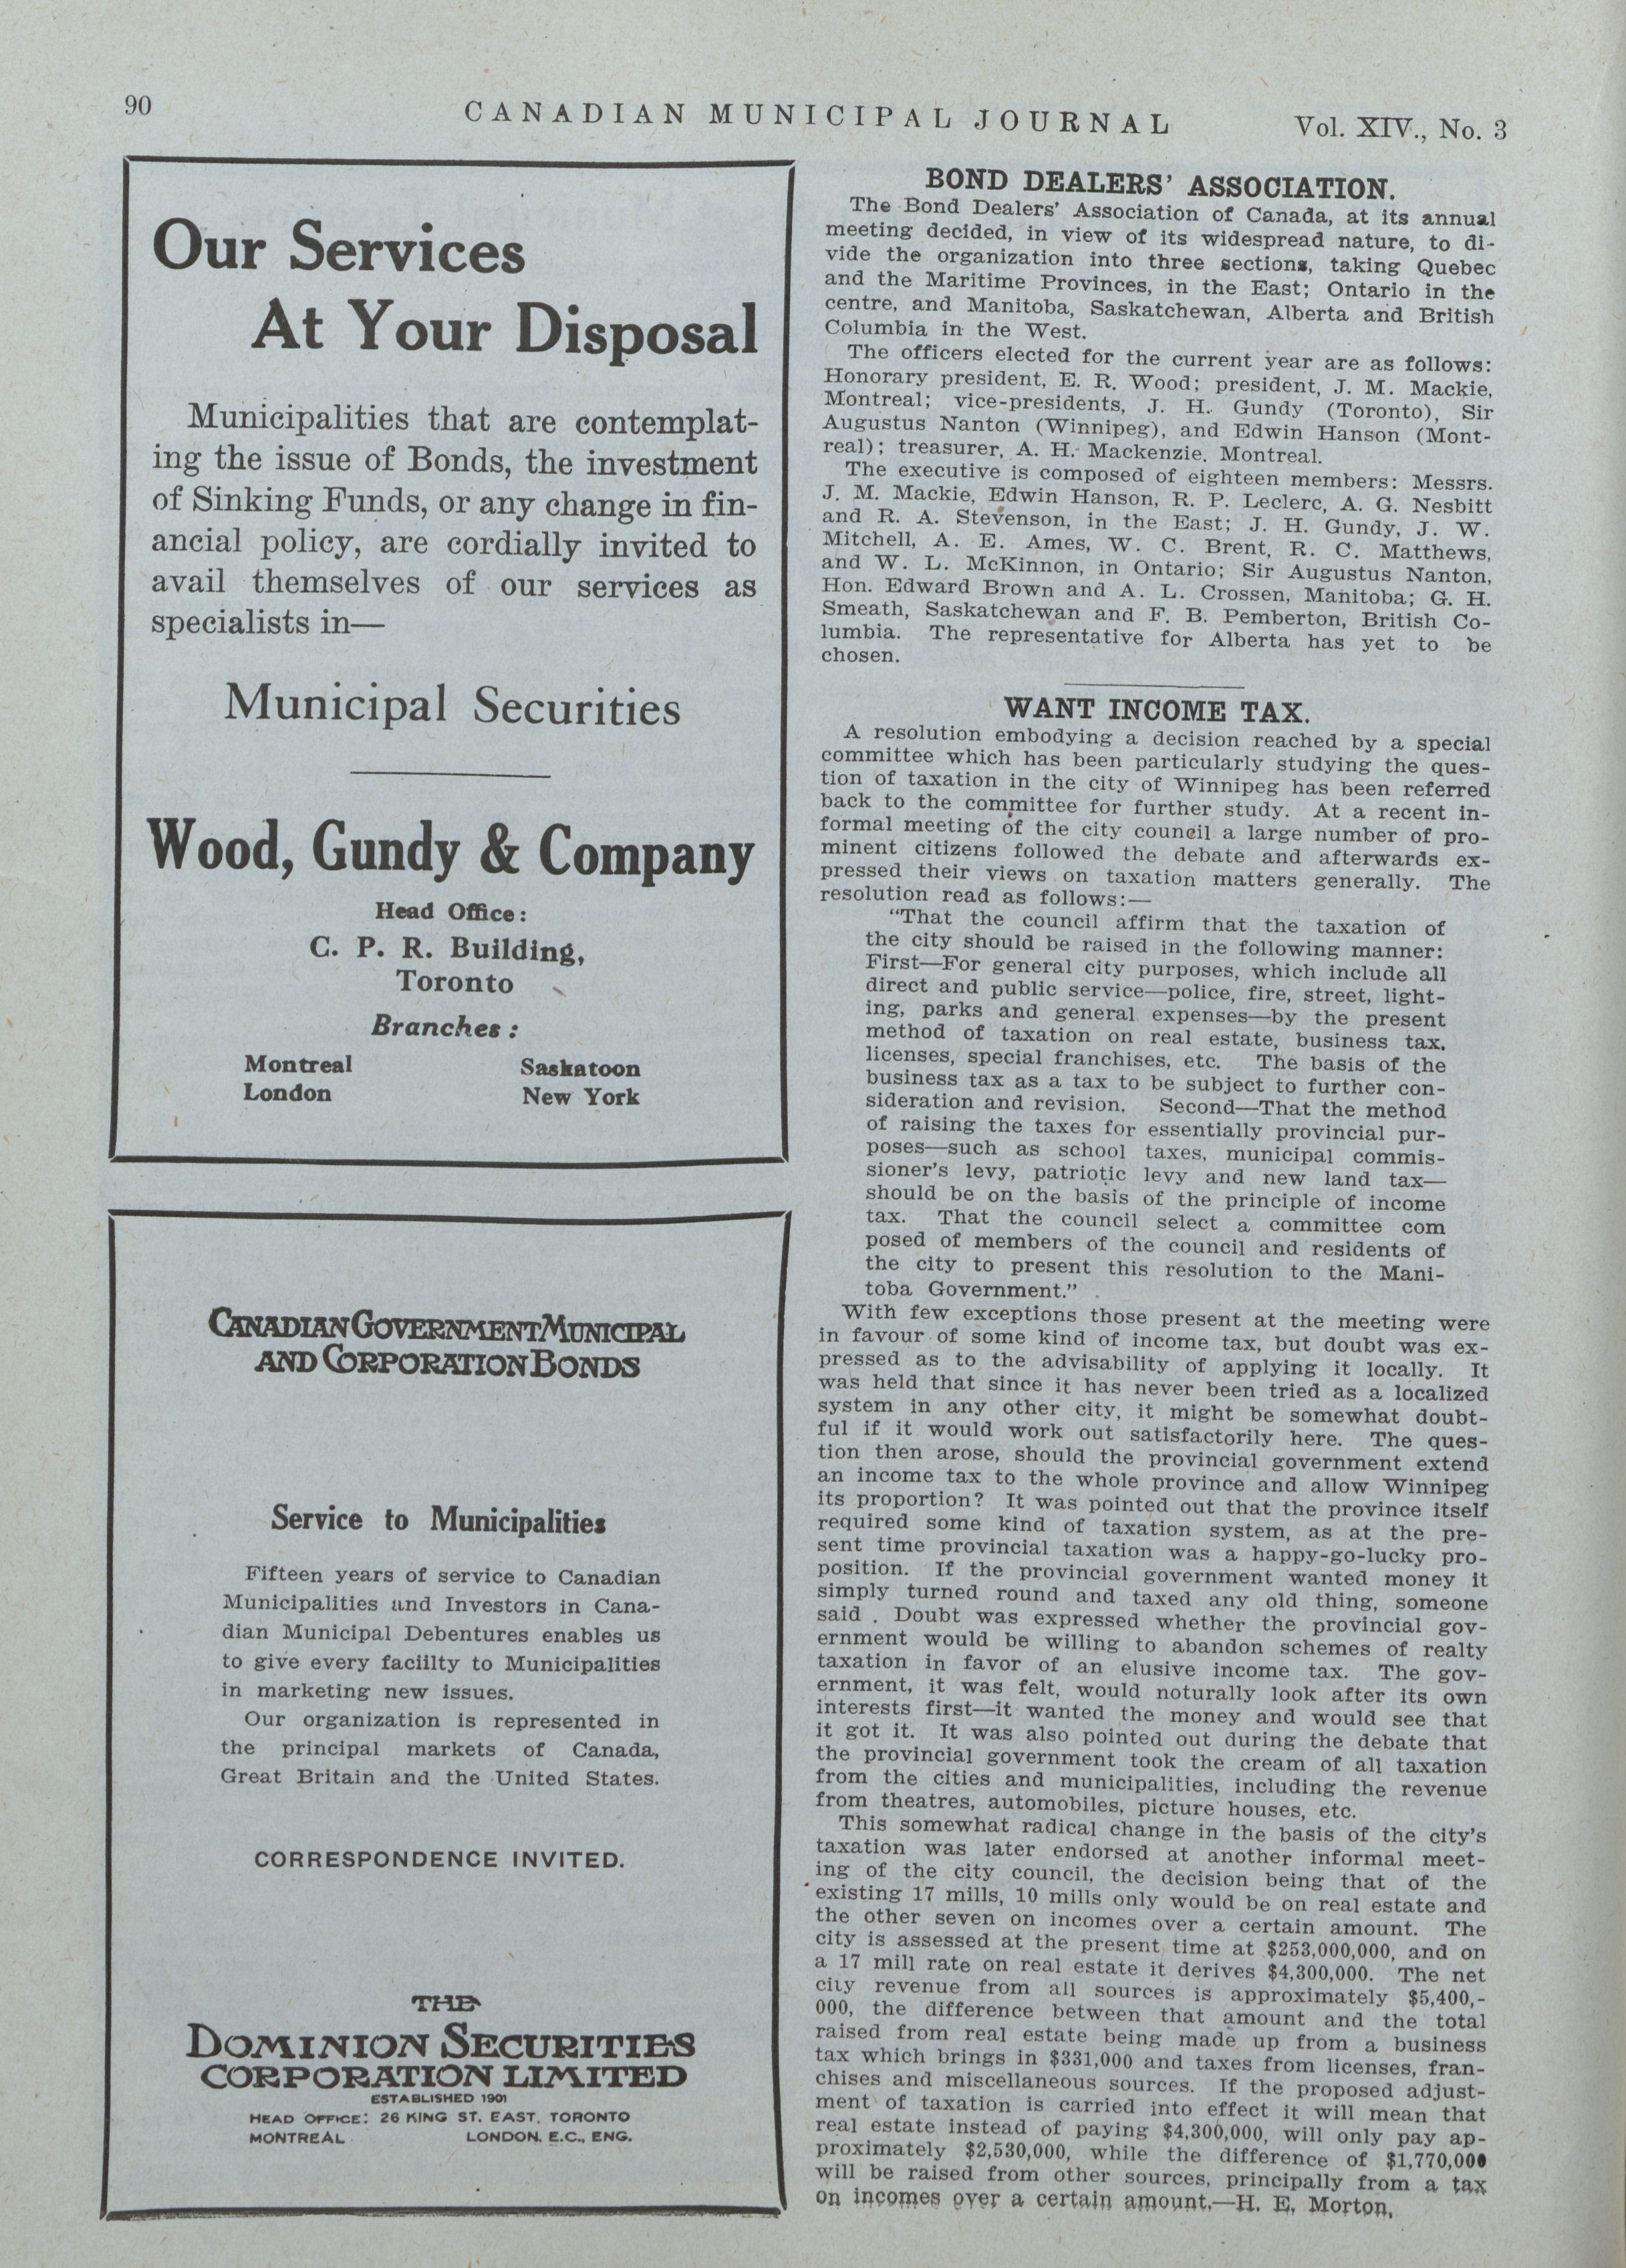 90
CANADIAN MUNICIPAL JOURNAL
Vol. XIV., No. 3
Our Services
At Your Disposal
Municipalities that are contemplat-
ing the issue of Bonds, the investment
of Sinking Funds, or any change in fin-
ancial policy, are cordially invited to
avail themselves of our services as
specialists in—
Municipal Securities
Wood, Gundy & Company
Head Office:
C. P. R. Building,
Toronto
Branches:
Montreal Saskatoon
London New York
CANADIAN GOVERNMENT MUNICIPAL
AND CORPORATION BONDS
Service to Municipalities
Fifteen years of service to Canadian
Municipalities and Investors in Cana-
dian Municipal Debentures enables us
to give every faciilty to Municipalities
in marketing new issues.
Our organization is represented in
the principal markets of Canada,
Great Britain and the United States.
CORRESPONDENCE INVITED.
THE
DOMINION SECURITIES
CORPORATION LIMITED
ESTABLISHED 1901
HEAD OFFICE: 26 KING ST. EAST. TORONTO
MONTREAL LONDON. E.C., ENG.
BOND DEALERS' ASSOCIATION.
The Bond Dealers' Association of Canada, at its annual
meeting decided, in view of its widespread nature, to di-
vide the organization into three sections, taking Quebec
and the Maritime Provinces, in the East; Ontario in the
centre, and Manitoba, Saskatchewan, Alberta and British
Columbia in the West.
The officers elected for the current year are as follows:
Honorary president, E. R. Wood; president, J. M. Mackie,
Montreal; vice-presidents, J. H. Gundy (Toronto), Sir
Augustus Nanton (Winnipeg), and Edwin Hanson (Mont-
real); treasurer, A. H. Mackenzie. Montreal.
The executive is composed of eighteen members: Messrs.
J. M. Mackie, Edwin Hanson, R. P. Leclerc, A. G. Nesbitt
and R. A. Stevenson, in the East; J. H. Gundy, J. W.
Mitchell, A. E. Ames, W. C. Brent, R. C. Matthews,
and W. L. McKinnon, in Ontario; Sir Augustus Nanton,
Hon. Edward Brown and A. L. Crossen, Manitoba; G. H.
Smeath, Saskatchewan and F. B. Pemberton, British Co-
lumbia. The representative for Alberta has yet to be
chosen.
WANT INCOME TAX.
A resolution embodying a decision reached by a special
committee which has been particularly studying the ques-
tion of taxation in the city of Winnipeg has been referred
back to the committee for further study. At a recent in-
formal meeting of the city council a large number of pro-
minent citizens followed the debate and afterwards ex-
pressed their views on taxation matters generally. The
resolution read as follows:—
"That the council affirm that the taxation of
the city should be raised in the following manner:
First—For general city purposes, which include all
direct and public service—police, fire, street, light-
ing, parks and general expenses—by the present
method of taxation on real estate, business tax.
licenses, special franchises, etc. The basis of the
business tax as a tax to be subject to further con-
sideration and revision. Second—That the method
of raising the taxes for essentially provincial pur-
poses—such as school taxes, municipal commis-
sioner's levy, patriotic levy and new land tax—
should be on the basis of the principle of income
tax. That the council select a committee com
posed of members of the council and residents of
the city to present this resolution to the Mani-
toba Government."
With few exceptions those present at the meeting were
in favour of some kind of income tax, but doubt was ex-
pressed as to the advisability of applying it locally. It
was held that since it has never been tried as a localized
system in any other city, it might be somewhat doubt-
ful if it would work out satisfactorily here. The ques-
tion then arose, should the provincial government extend
an income tax to the whole province and allow Winnipeg
its proportion? It was pointed out that the province itself
required some kind of taxation system, as at the pre-
sent time provincial taxation was a happy-go-lucky pro-
position. If the provincial government wanted money it
simply turned round and taxed any old thing, someone
said . Doubt was expressed whether the provincial gov-
ernment would be willing to abandon schemes of realty
taxation in favor of an elusive income tax. The gov-
ernment, it was felt, would noturally look after its own
interests first—it wanted the money and would see that
it got it. It was also pointed out during the debate that
the provincial government took the cream of all taxation
from the cities and municipalities, including the revenue
from theatres, automobiles, picture houses, etc.
This somewhat radical change in the basis of the city's
taxation was later endorsed at another informal meet-
ing of the city council, the decision being that of the
existing 17 mills, 10 mills only would be on real estate and
the other seven on incomes over a certain amount. The
city is assessed at the present time at $253,000,000, and on
a 17 mill rate on real estate it derives $4,300,000. The net
city revenue from all sources is approximately $5,400,-
000, the difference between that amount and the total
raised from real estate being made up from a business
tax which brings in $331,000 and taxes from licenses, fran-
chises and miscellaneous sources. If the proposed adjust-
ment of taxation is carried into effect it will mean that
real estate instead of paying $4,300,000, will only pay ap-
proximately $2,530,000, while the difference of $1,770,000
will be raised from other sources, principally from a tax
on incomes over a certain amount.—H. E. Morton.